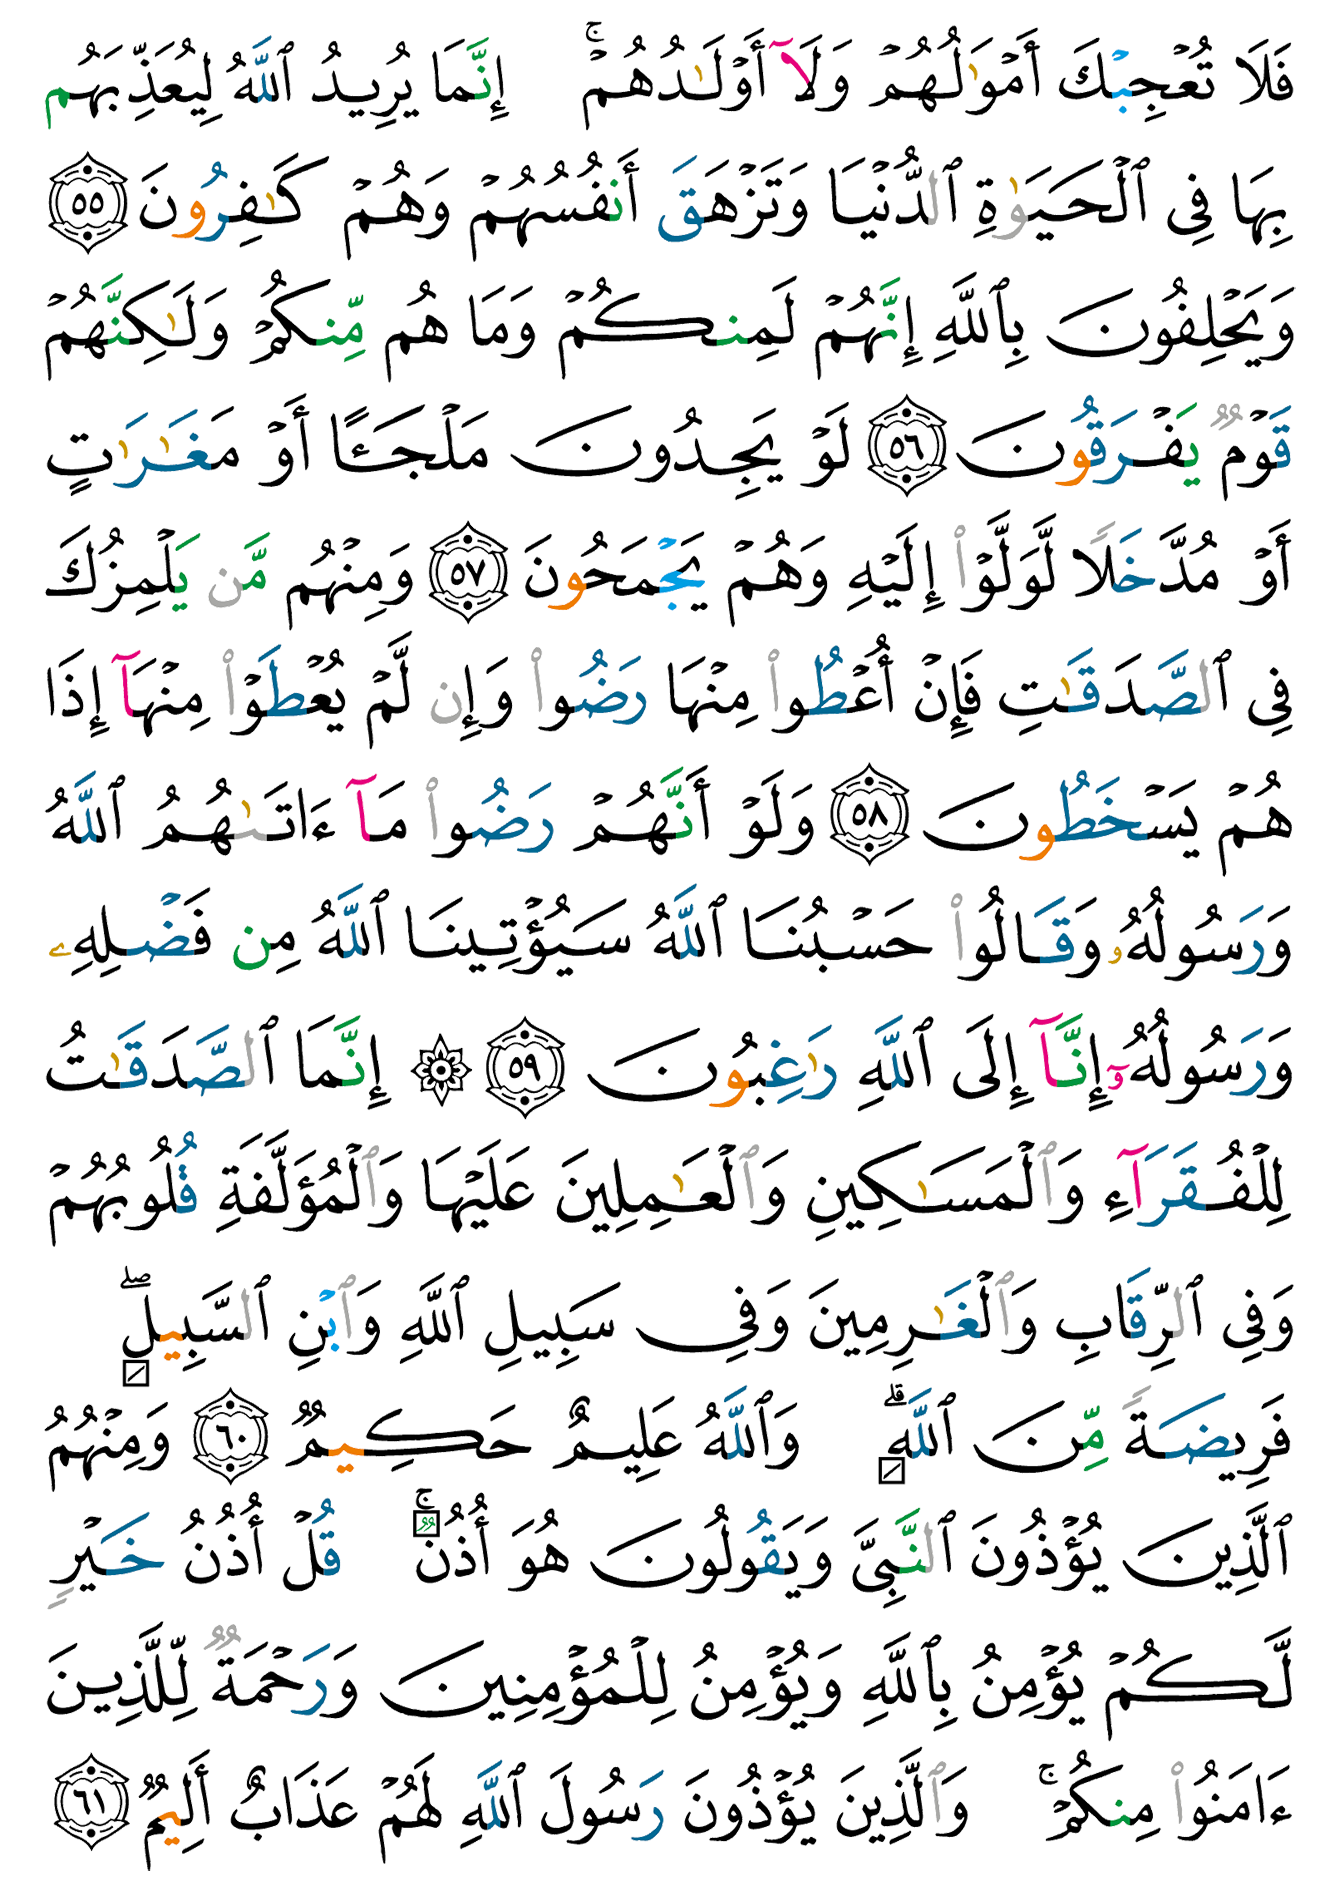 فَلَا تُعۡجِبۡكَ أَمۡوَٰلُهُمۡ وَلَآ أَوۡلَٰدُهُمۡۚ إِنَّمَا يُرِيدُ ٱللَّهُ لِيُعَذِّبَهُم
بِهَا فِى ٱلۡحَيَوٰةِ ٱلدُّنۡيَا وَتَزۡهَقَ أَنفُسُهُمۡ وَهُمۡ كَٰفِرُونَ ٥٥
وَيَحۡلِفُونَ بِٱللَّهِ إِنَّهُمۡ لَمِنكُمۡ وَمَا هُم مِّنكُمۡ وَلَٰكِنَّهُمۡ
قَوۡمٞ يَفۡرَقُونَ ٥٦ لَوۡ يَجِدُونَ مَلۡجَـًٔا أَوۡ مَغَٰرَٰتٍ
أَوۡ مُدَّخَلٗا لَّوَلَّوۡاْ إِلَيۡهِ وَهُمۡ يَجۡمَحُونَ ٥٧ وَمِنۡهُم مَّن يَلۡمِزُكَ
فِى ٱلصَّدَقَٰتِ فَإِنۡ أُعۡطُواْ مِنۡهَا رَضُواْ وَإِن لَّمۡ يُعۡطَوۡاْ مِنۡهَآ إِذَا
هُمۡ يَسۡخَطُونَ ٥٨ وَلَوۡ أَنَّهُمۡ رَضُواْ مَآ ءَاتَىٰهُمُ ٱللَّهُ
وَرَسُولُهُۥ وَقَالُواْ حَسۡبُنَا ٱللَّهُ سَيُؤۡتِينَا ٱللَّهُ مِن فَضۡلِهِۦ
وَرَسُولُهُۥٓ إِنَّآ إِلَى ٱللَّهِ رَٰغِبُونَ ٥٩ ۞ إِنَّمَا ٱلصَّدَقَٰتُ
لِلۡفُقَرَآءِ وَٱلۡمَسَٰكِينِ وَٱلۡعَٰمِلِينَ عَلَيۡهَا وَٱلۡمُؤَلَّفَةِ قُلُوبُهُمۡ
وَفِى ٱلرِّقَابِ وَٱلۡغَٰرِمِينَ وَفِى سَبِيلِ ٱللَّهِ وَٱبۡنِ ٱلسَّبِيلِۖ
فَرِيضَةٗ مِّنَ ٱللَّهِۗ وَٱللَّهُ عَلِيمٌ حَكِيمٞ ٦٠ وَمِنۡهُمُ
ٱلَّذِينَ يُؤۡذُونَ ٱلنَّبِىَّ وَيَقُولُونَ هُوَ أُذُنٞۚ قُلۡ أُذُنُ خَيۡرٖ
لَّكُمۡ يُؤۡمِنُ بِٱللَّهِ وَيُؤۡمِنُ لِلۡمُؤۡمِنِينَ وَرَحۡمَةٞ لِّلَّذِينَ
ءَامَنُواْ مِنكُمۡۚ وَٱلَّذِينَ يُؤۡذُونَ رَسُولَ ٱللَّهِ لَهُمۡ عَذَابٌ أَلِيمٞ ٦١